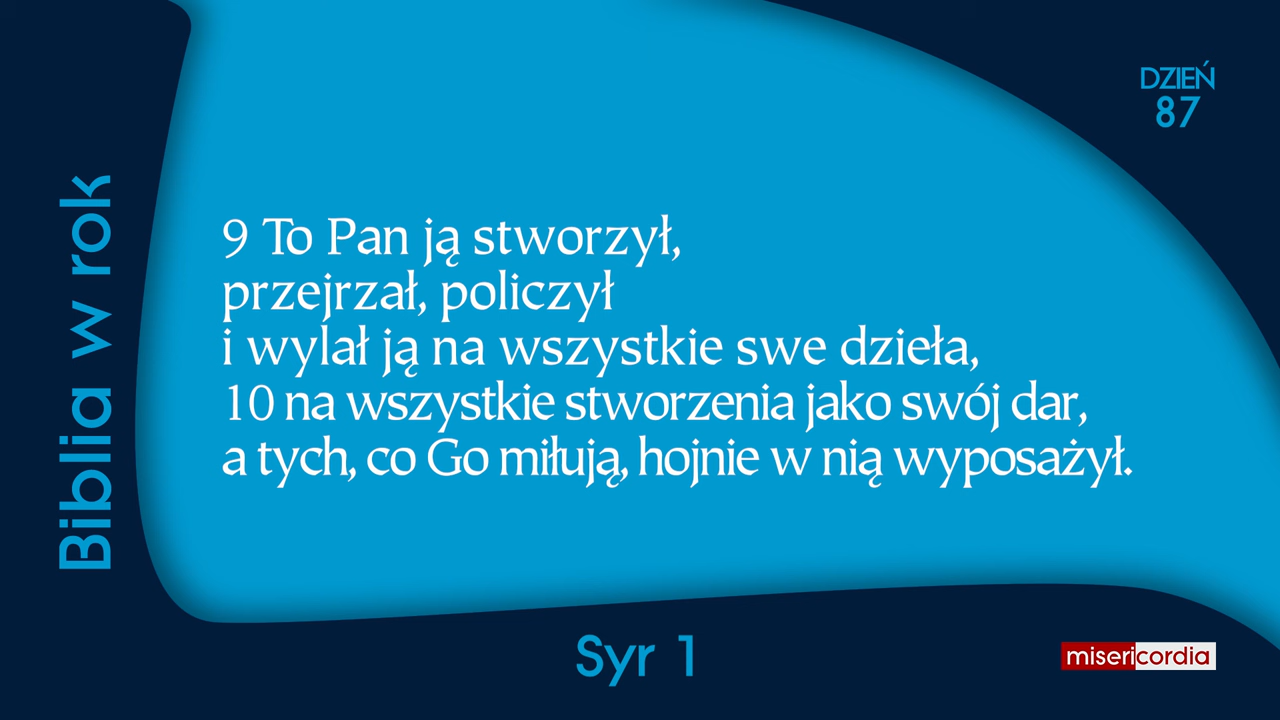 DZIEŃ
87
Biblia w rok
9 To Pan ją stworzył,
przejrzał, policzył
i wylał ją na wszystkie swe dzieła,
10 na wszystkie stworzenia jako swój dar,
a tych, co Go miłują, hojnie w nią wyposażył.
Syr 1
misericordia